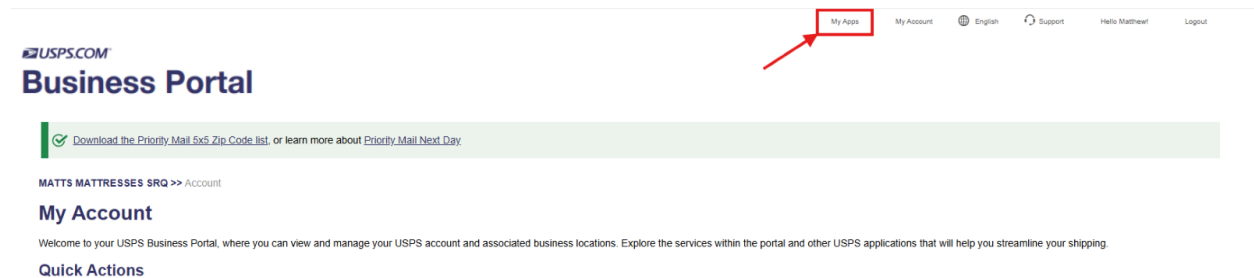 My Apps My Account English Support Hello Matthew! Logout
USPS.COM®
Business Portal
Download the Priority Mail 5x5 Zip Code list, or learn more about Priority Mail Next Day
MATTS MATTRESSES SRQ >> Account
My Account
Welcome to your USPS Business Portal, where you can view and manage your USPS account and associated business locations. Explore the services within the portal and other USPS applications that will help you streamline your shipping.
Quick Actions